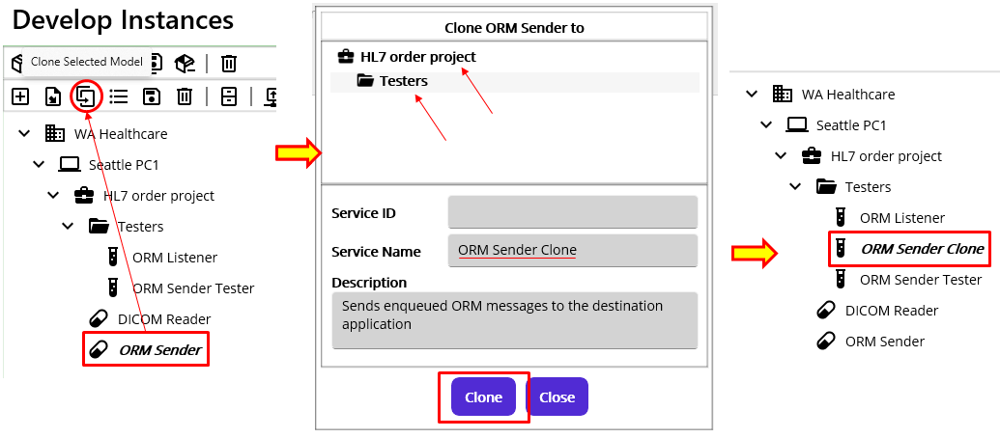 Develop Instances
Clone Selected Model
WA Healthcare
Seattle PC1
HL7 order project
Testers
ORM Listener
ORM Sender Tester
DICOM Reader
ORM Sender
Clone ORM Sender to
HL7 order project
Testers
Service ID
Service Name
ORM Sender Clone
Description
Sends enqueued ORM messages to the destination
application
Clone
Close
WA Healthcare
Seattle PC1
HL7 order project
Testers
ORM Listener
ORM Sender Clone
ORM Sender Tester
DICOM Reader
ORM Sender